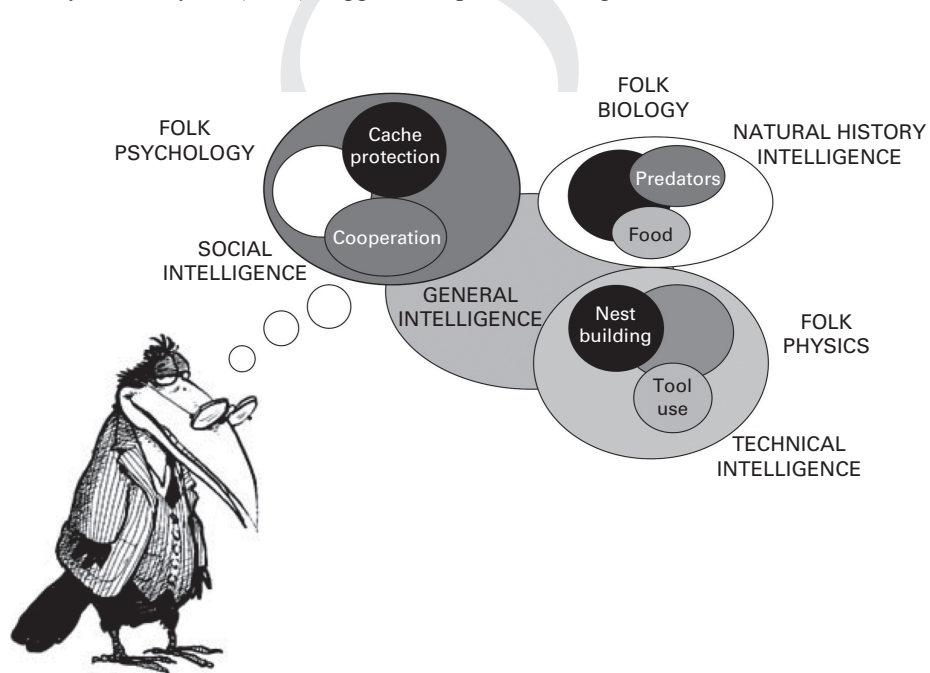 FOLK
PSYCHOLOGY
Cache
protection
Cooperation
SOCIAL
INTELLIGENCE
FOLK
BIOLOGY
NATURAL HISTORY
INTELLIGENCE
Predators
Food
GENERAL
INTELLIGENCE
Nest
building
Tool
use
FOLK
PHYSICS
TECHNICAL
INTELLIGENCE